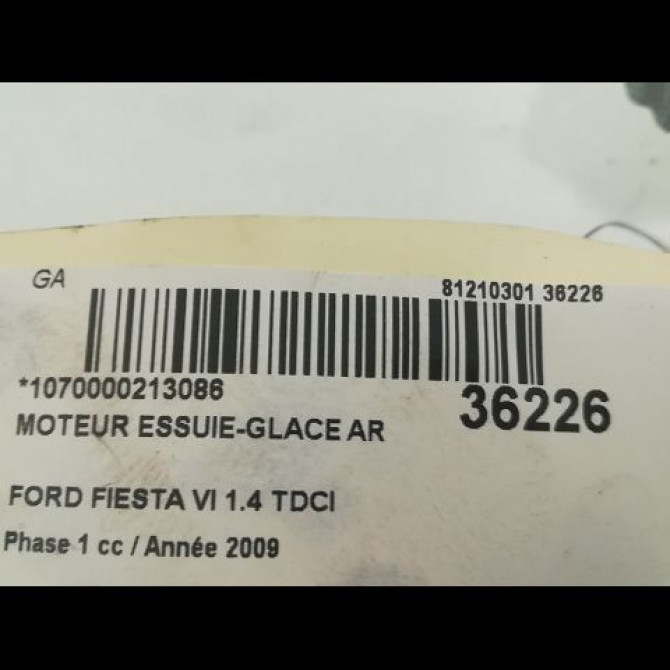 GA
81210301 36226
*1070000213086
36226
MOTEUR ESSUIE-GLACE AR
FORD FIESTA VI 1.4 TDCI
Phase 1 cc / Année 2009